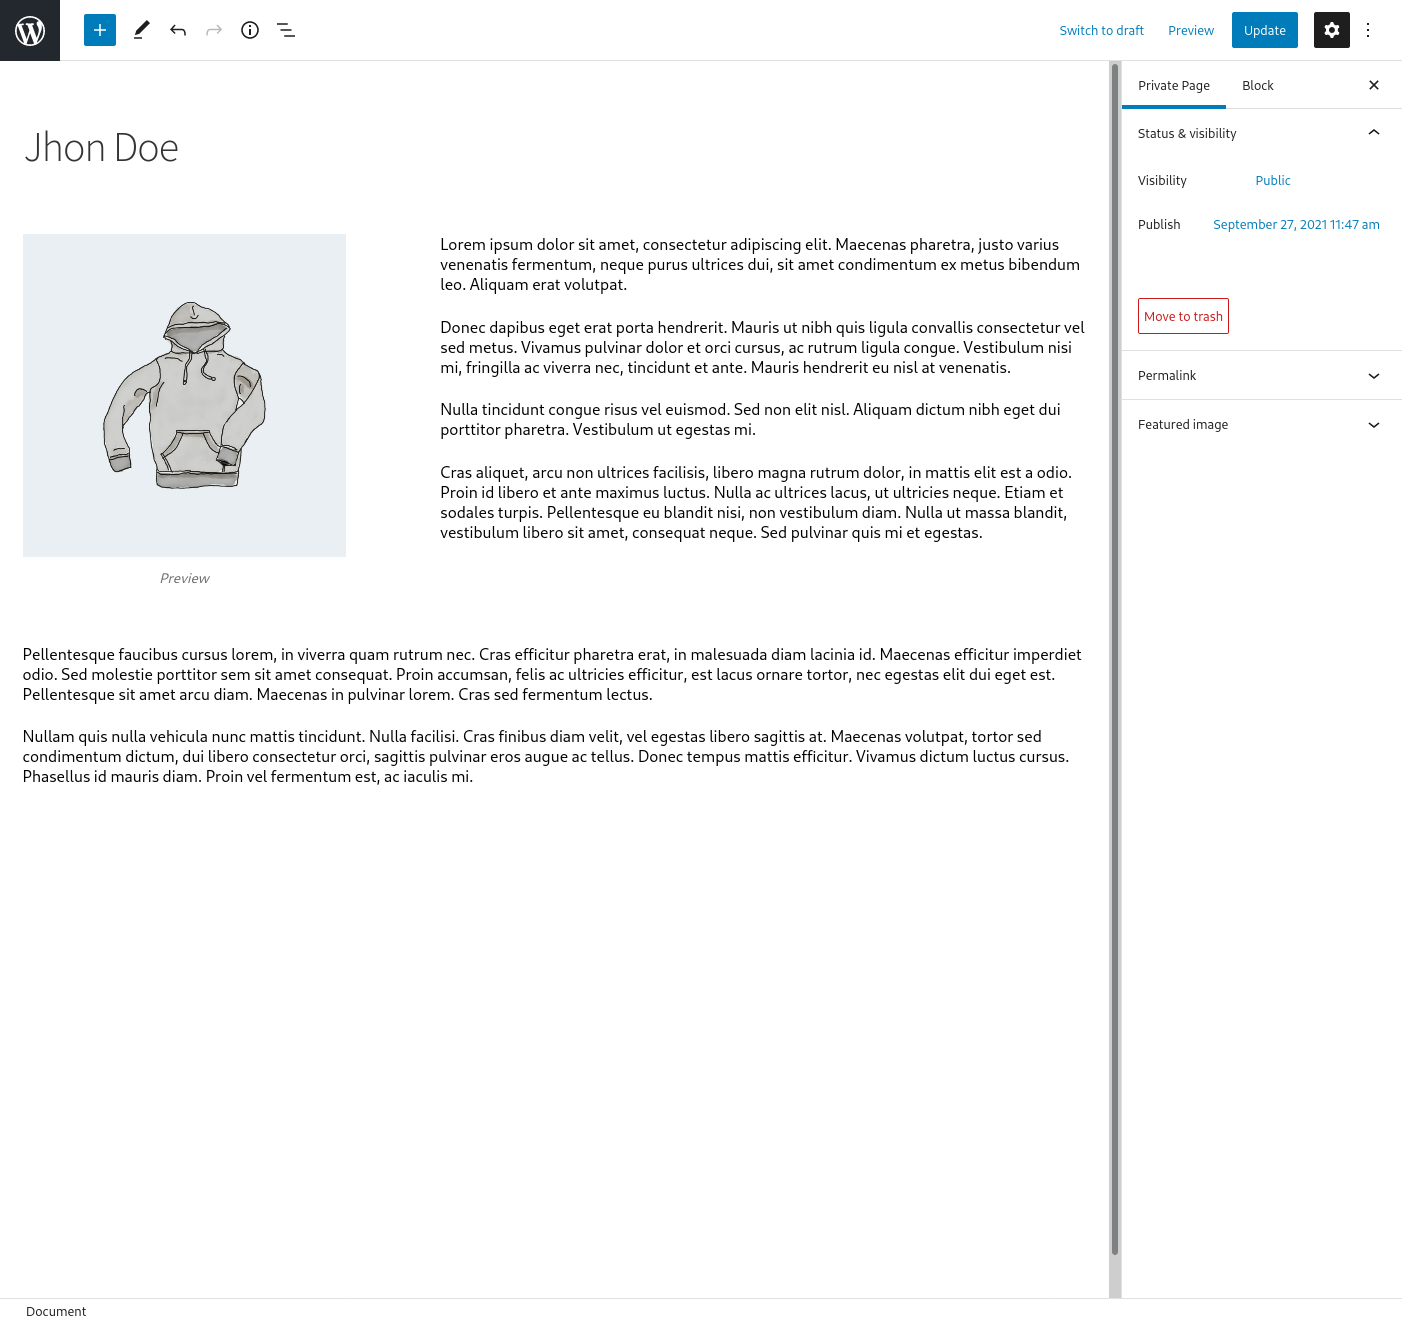 Switch to draft Preview Update
Private Page Block
Jhon Doe
Lorem ipsum dolor sit amet, consectetur adipiscing elit. Maecenas pharetra, justo varius
venenatis fermentum, neque purus ultrices dui, sit amet condimentum ex metus bibendum
leo. Aliquam erat volutpat.
Donec dapibus eget erat porta hendrerit. Mauris ut nibh quis ligula convallis consectetur vel
sed metus. Vivamus pulvinar dolor et orci cursus, ac rutrum ligula congue. Vestibulum nisi
mi, fringilla ac viverra nec, tincidunt et ante. Mauris hendrerit eu nisl at venenatis.
Nulla tincidunt congue risus vel euismod. Sed non elit nisl. Aliquam dictum nibh eget dui
porttitor pharetra. Vestibulum ut egestas mi.
Cras aliquet, arcu non ultrices facilisis, libero magna rutrum dolor, in mattis elit est a odio.
Proin id libero et ante maximus luctus. Nulla ac ultrices lacus, ut ultricies neque. Etiam et
sodales turpis. Pellentesque eu blandit nisi, non vestibulum diam. Nulla ut massa blandit,
vestibulum libero sit amet, consequat neque. Sed pulvinar quis mi et egestas.
Preview
Pellentesque faucibus cursus lorem, in viverra quam rutrum nec. Cras efficitur pharetra erat, in malesuada diam lacinia id. Maecenas efficitur imperdiet
odio. Sed molestie porttitor sem sit amet consequat. Proin accumsan, felis ac ultricies efficitur, est lacus ornare tortor, nec egestas elit dui eget est.
Pellentesque sit amet arcu diam. Maecenas in pulvinar lorem. Cras sed fermentum lectus.
Nullam quis nulla vehicula nunc mattis tincidunt. Nulla facilisi. Cras finibus diam velit, vel egestas libero sagittis at. Maecenas volutpat, tortor sed
condimentum dictum, dui libero consectetur orci, sagittis pulvinar eros augue ac tellus. Donec tempus mattis efficitur. Vivamus dictum luctus cursus.
Phasellus id mauris diam. Proin vel fermentum est, ac iaculis mi.
Status & visibility
Visibility Public
Publish September 27, 2021 11:47 am
Move to trash
Permalink
Featured image
Document